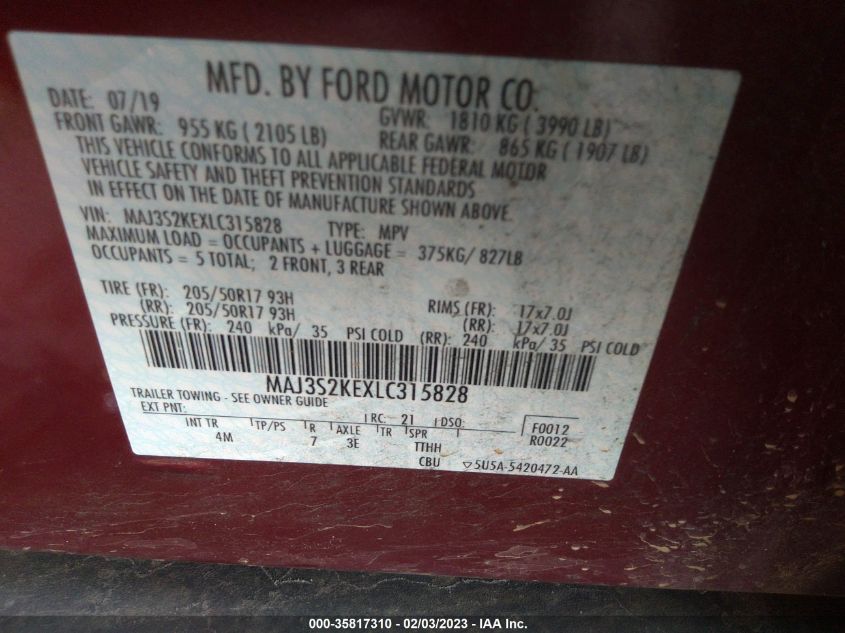 MFD. BY FORD MOTOR CO.
DATE: 07/19 GVWR: 1810 KG ( 3990 LB)
FRONT GAWR: 955 KG ( 2105 LB) REAR GAWR: 865 KG ( 1907 LB)
THIS VEHICLE CONFORMS TO ALL APPLICABLE FEDERAL MOTOR
VEHICLE SAFETY AND THEFT PREVENTION STANDARDS
IN EFFECT ON THE DATE OF MANUFACTURE SHOWN ABOVE.
VIN: MAJ3S2KEXLC315828 TYPE: MPV
MAXIMUM LOAD = OCCUPANTS + LUGGAGE = 375KG/ 827LB
OCCUPANTS = 5 TOTAL; 2 FRONT, 3 REAR
TIRE (FR): 205/50R17 93H RIMS (FR): 17x7.0J
(RR): 205/50R17 93H (RR): 17x7.0J
PRESSURE (FR): 240 kPa/ 35 PSI COLD (RR): 240 kPa/ 35 PSI COLD
MAJ3S2KEXLC315828
TRAILER TOWING - SEE OWNER GUIDE
EXT PNT: RC: 21 DSO: F0012
INT TR TP/PS R AXLE TR SPR R0022
4M 7 3E TTHH
CBU 5U5A-5420472-AA
000-35817310 - 02/03/2023 - © IAA Inc.